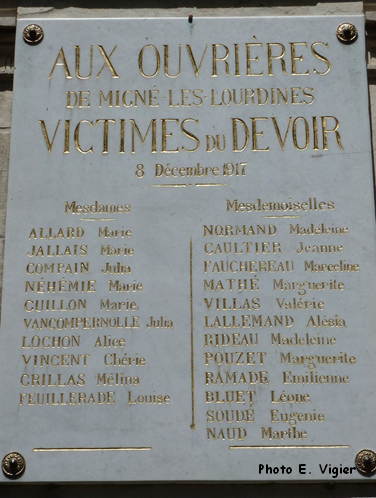 AUX OUVRIÈRES
DE MIGNÉ-LES-LOURDINES
VICTIMES DU DEVOIR
8 Décembre 1917
Mesdames
ALLARD Marie
JALLAIS Marie
COMPAIN Julia
NÉHÉMIE Marie
GUILLON Marie
VANCOMPERNOLLE Julia
LOCHON Alice
VINCENT Chérie
GRILLAS Mélina
FEUILLERADE Louise
Mesdemoiselles
NORMAND Madeleine
GAULTIER Jeanne
FAUCHEREAU Marceline
MATHÉ Marguerite
VILLAS Valérie
LALLEMAND Alésia
RIDEAU Madeleine
POUZET Marguerite
RAMADE Emilienne
BLUET Léone
SOUDÉ Eugenie
NAUD Marthe
Photo E. Vigier